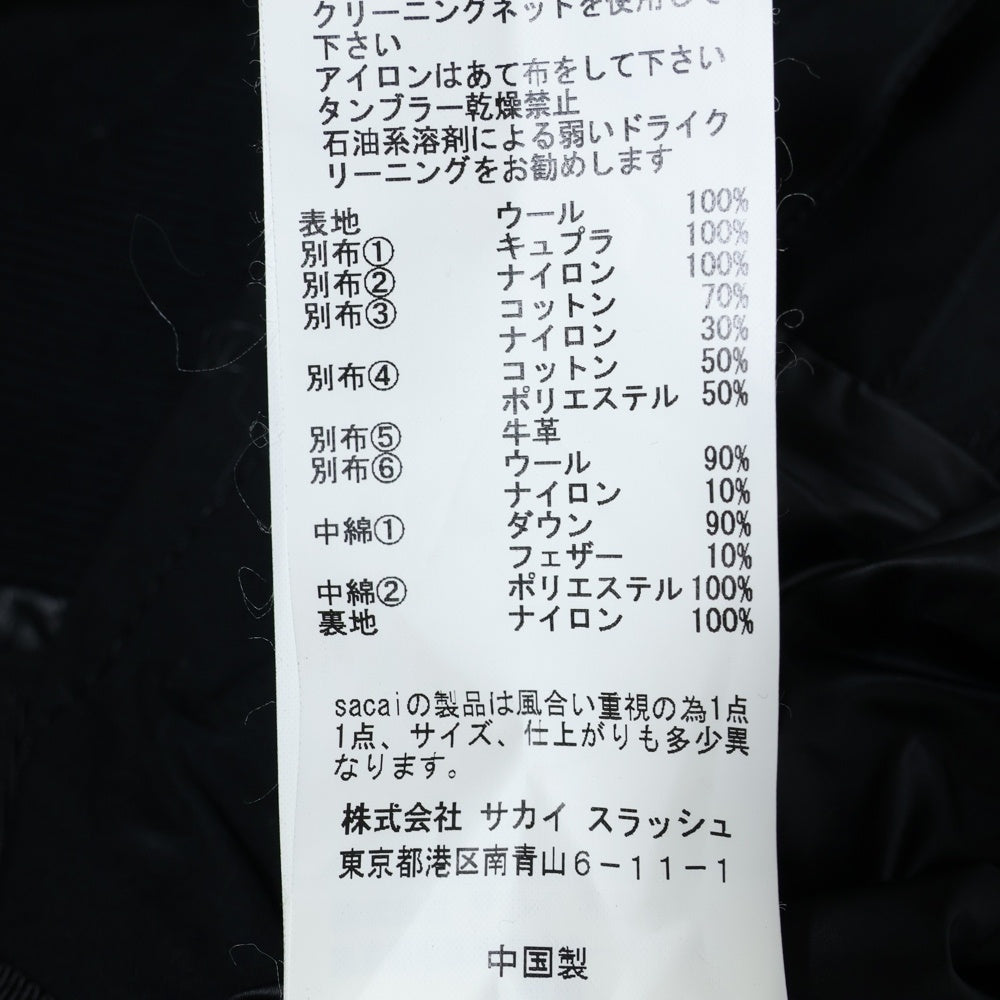 クリーニングネットを使用して
下さい
アイロンはあて布をして下さい
タンブラー乾燥禁止
石油系溶剤による弱いドライク
リーニングをお勧めします
表地 ウール 100%
別布① キュプラ 100%
別布② ナイロン 100%
別布③ コットン 70%
ナイロン 30%
別布④ コットン 50%
ポリエステル 50%
別布⑤ 牛革
別布⑥ ウール 90%
ナイロン 10%
中綿① ダウン 90%
フェザー 10%
中綿② ポリエステル 100%
裏地 ナイロン 100%
sacaiの製品は風合い重視の為1点
1点、サイズ、仕上がりも多少異
なります。
株式会社 サカイ スラッシュ
東京都港区南青山6-11-1
中国製